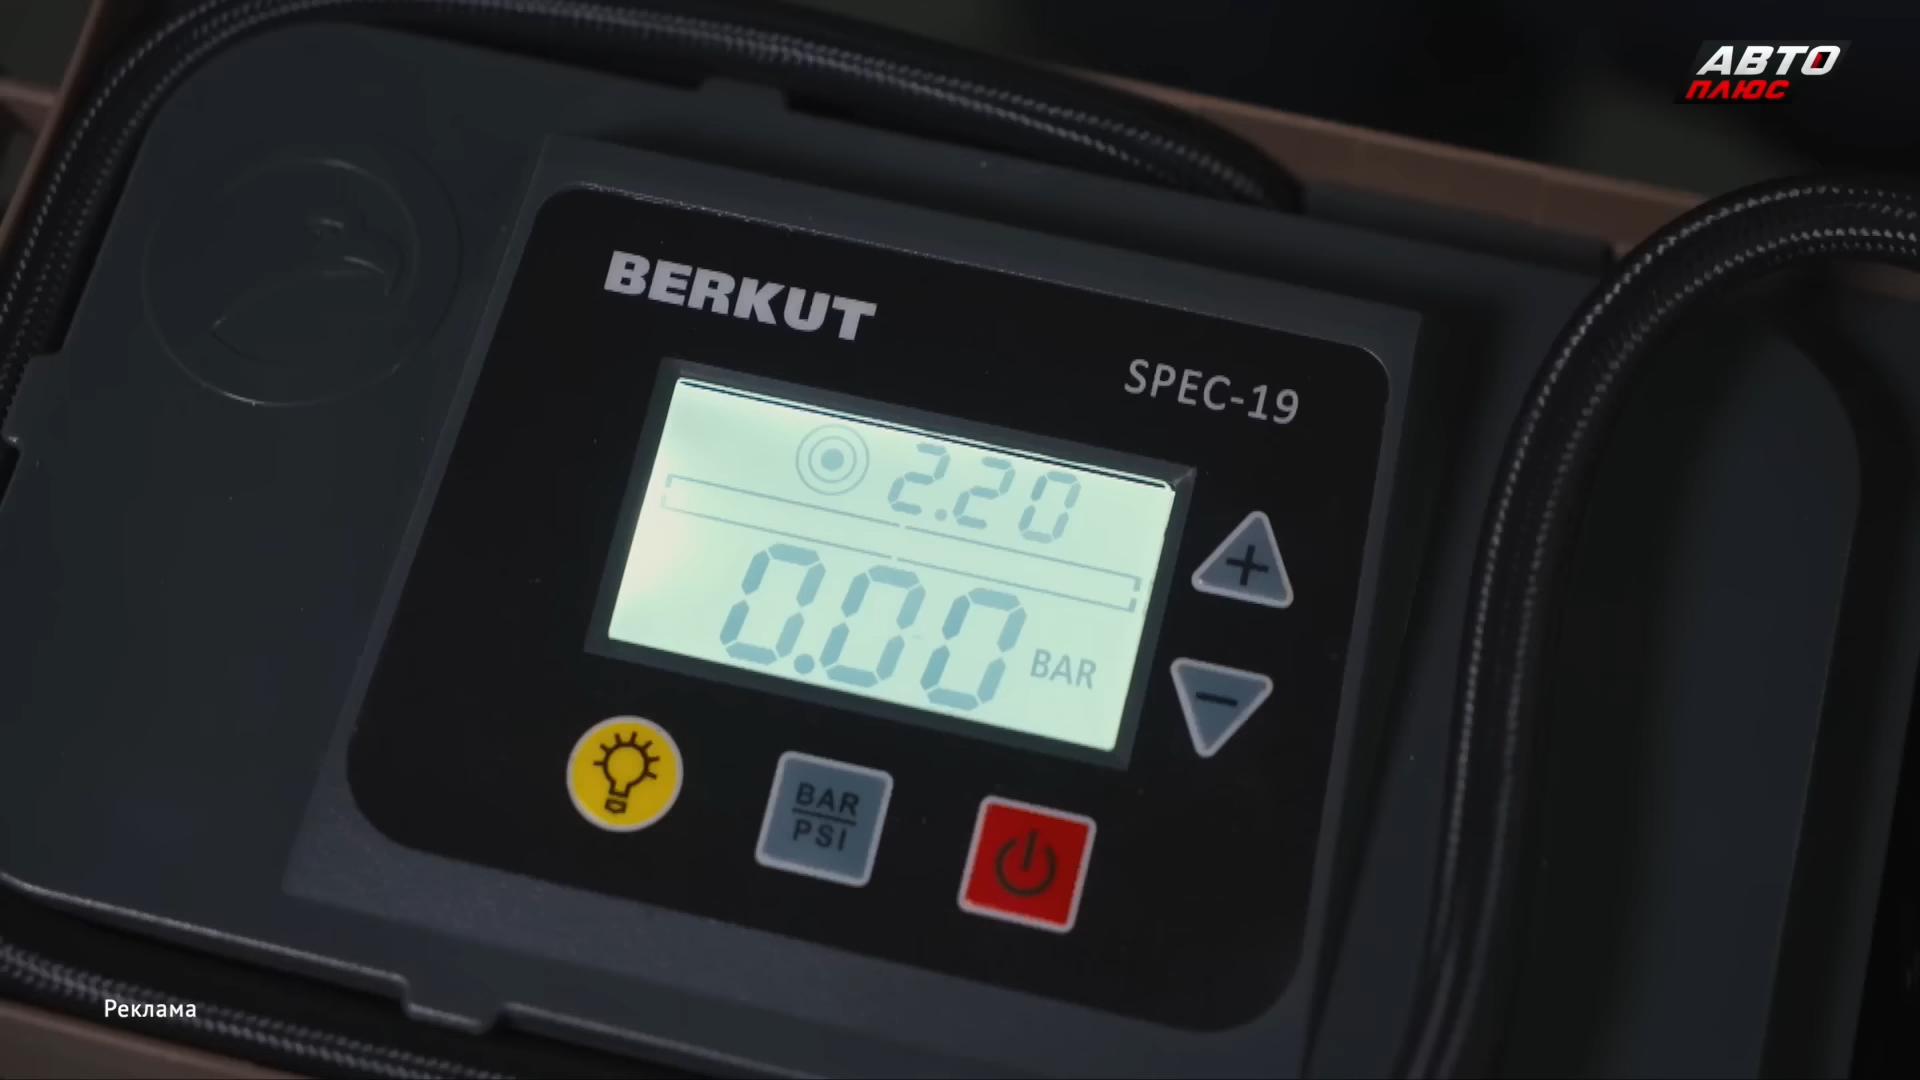 АВТО
ПЛЮС
BERKUT
SPEC-19
2.20
0.00 BAR
BAR
PSI
Реклама